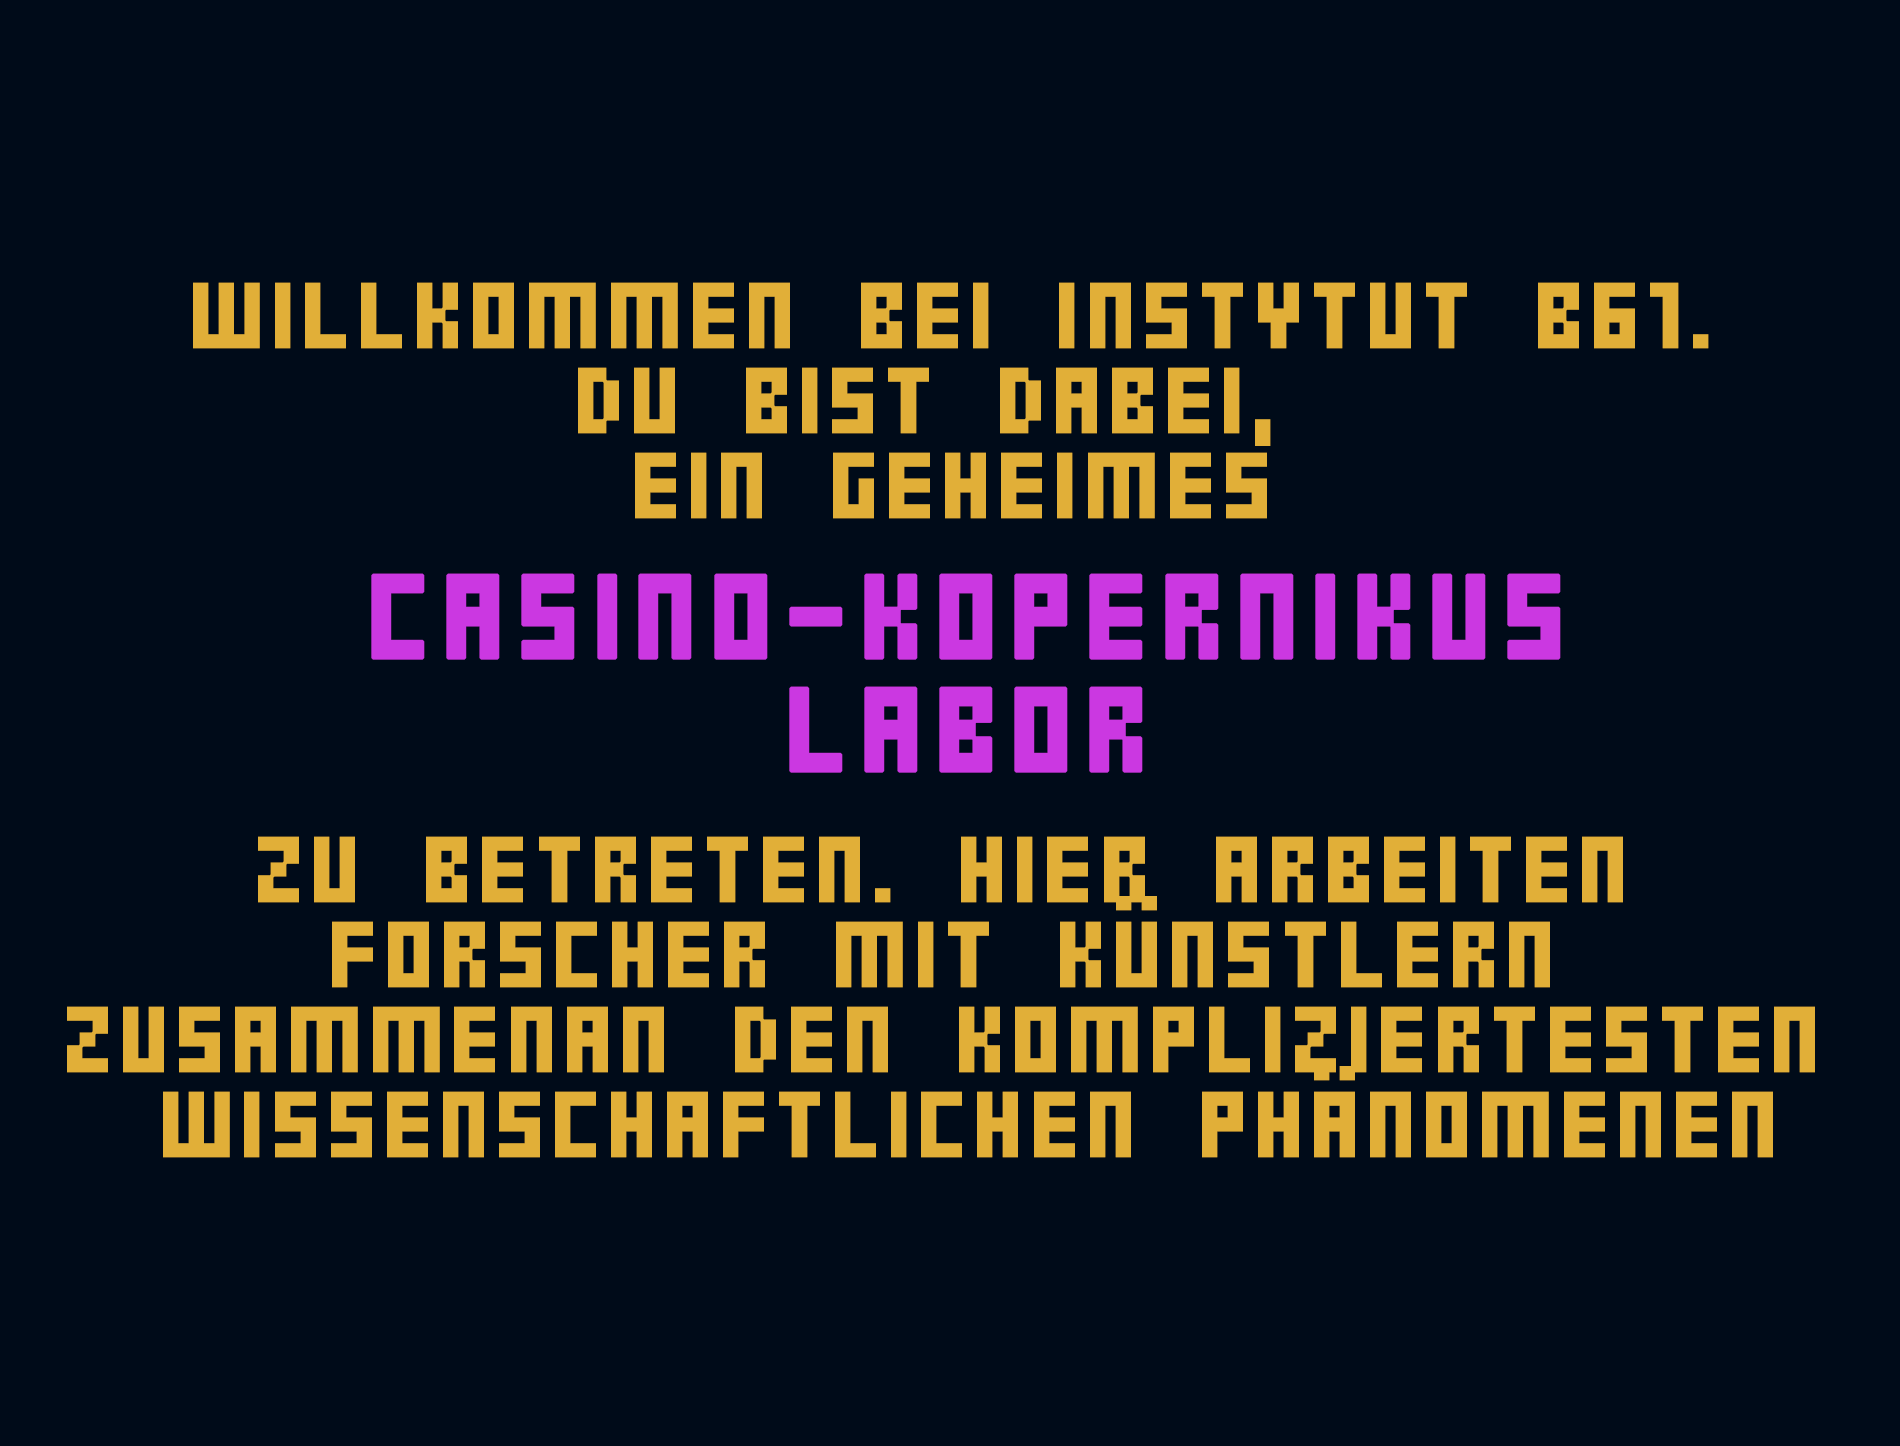 WILLKOMMEN BEI INSTYTUT B61.
DU BIST DABEI,
EIN GEHEIMES
CASINO-KOPERNIKUS
LABOR
ZU BETRETEN. HIER ARBEITEN
FORSCHER MIT KÜNSTLERN
ZUSAMMENAN DEN KOMPLIZIERTESTEN
WISSENSCHAFTLICHEN PHÄNOMENEN